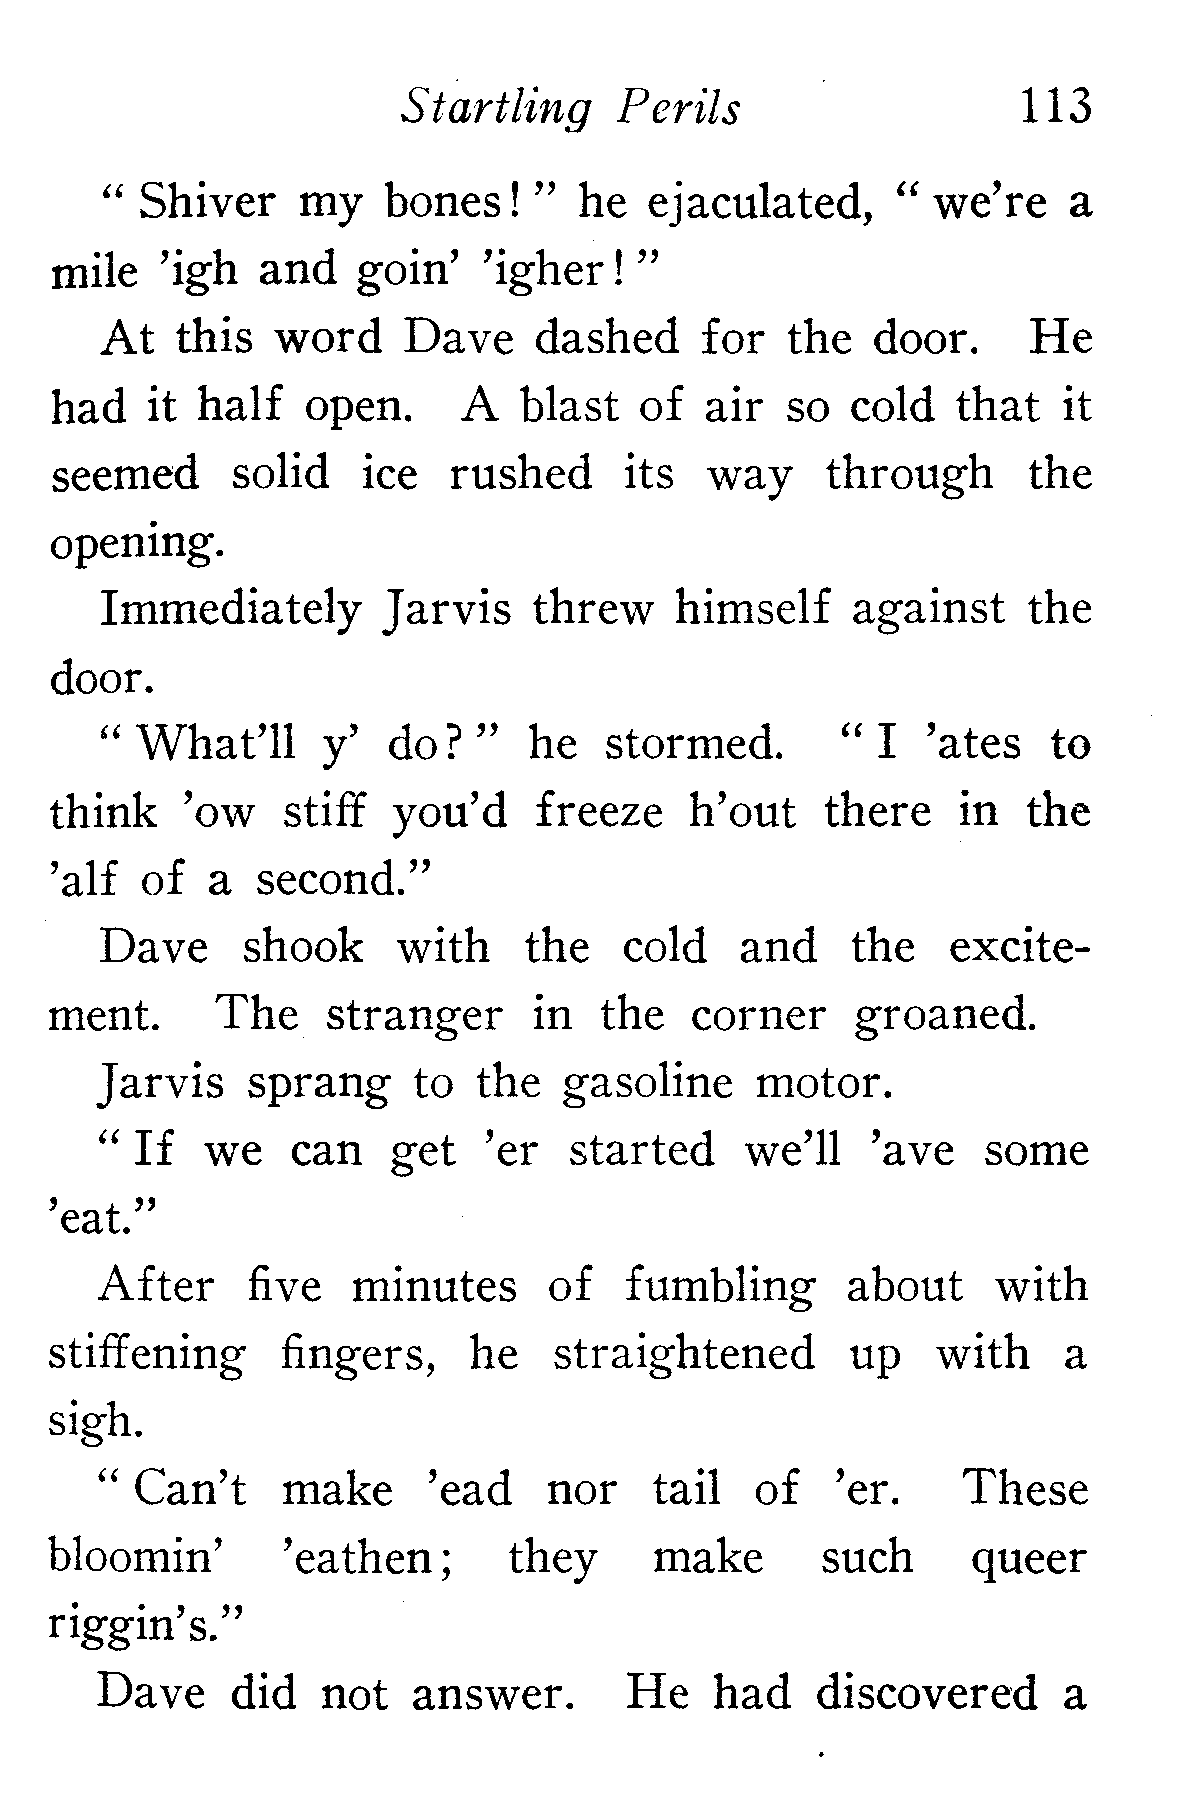 Startling Perils 113
“ Shiver my bones! ” he ejaculated, “ we’re a
mile ’igh and goin’ ’igher! ”
At this word Dave dashed for the door. He
had it half open. A blast of air so cold that it
seemed solid ice rushed its way through the
opening.
Immediately Jarvis threw himself against the
door.
“ What’ll y’ do? ” he stormed. “ I ’ates to
think ’ow stiff you’d freeze h’out there in the
’alf of a second.”
Dave shook with the cold and the excite-
ment. The stranger in the corner groaned.
Jarvis sprang to the gasoline motor.
“ If we can get ’er started we’ll ’ave some
’eat.”
After five minutes of fumbling about with
stiffening fingers, he straightened up with a
sigh.
“ Can’t make ’ead nor tail of ’er. These
bloomin’ ’eathen; they make such queer
riggin’s.”
Dave did not answer. He had discovered a